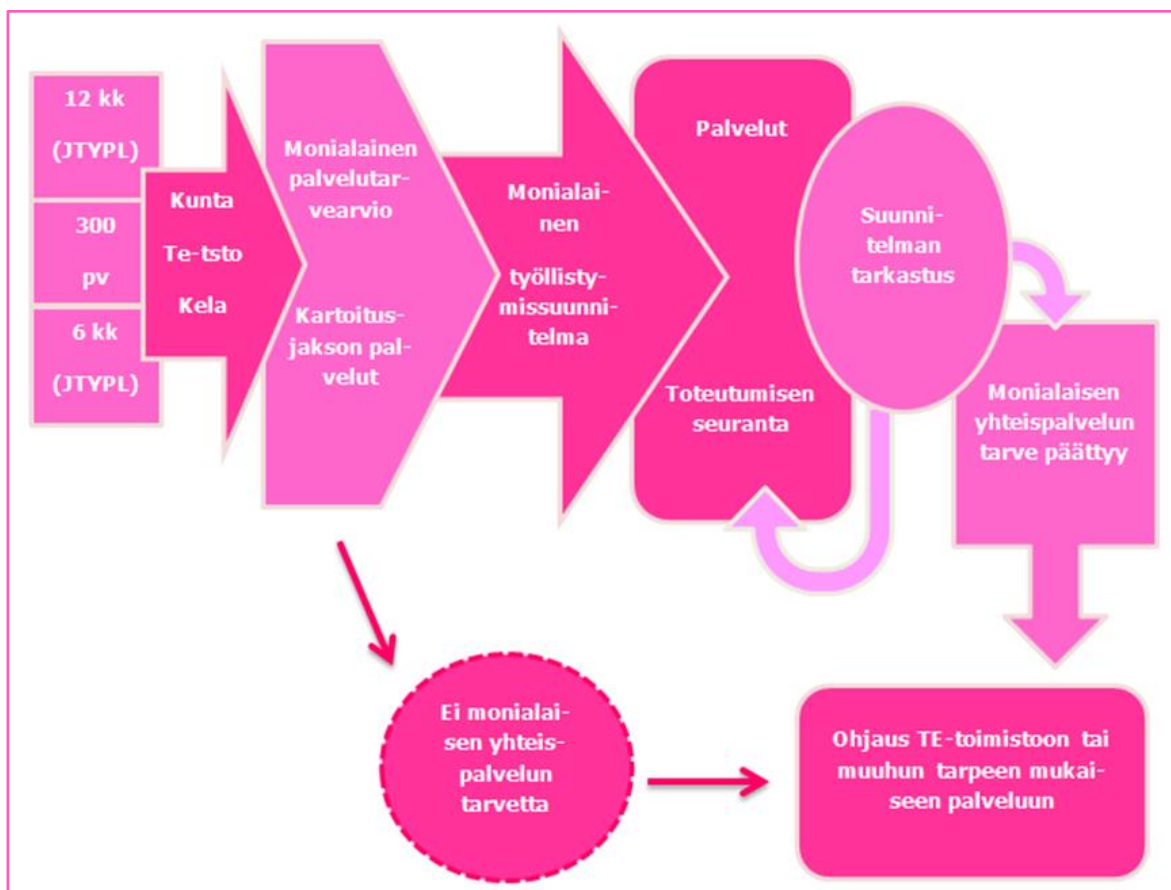 12 kk
(JTYPL)
300
pv
6 kk
(JTYPL)
Kunta
Te-tsto
Kela
Monialainen
palvelutar-
vearvio
Kartoitus-
jakson pal-
velut
Monialai-
nen
työllisty-
missuunni-
telma
Palvelut
Toteutumisen
seuranta
Suunni-
telman
tarkastus
Monialaisen
yhteispalvelun
tarve päättyy
Ei monialai-
sen yhteis-
palvelun
tarvetta
Ohjaus TE-toimistoon tai
muuhun tarpeen mukai-
seen palveluun